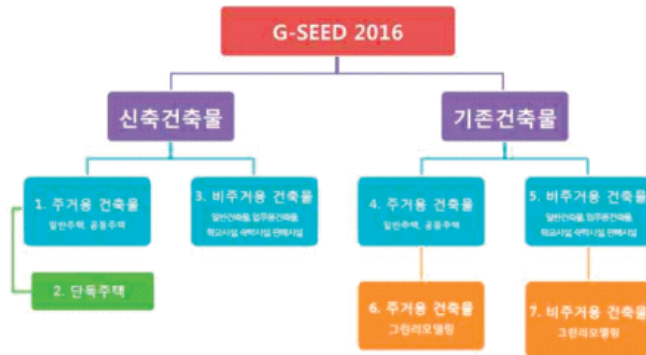 G-SEED 2016
신축건축물
기존건축물
1. 주거용 건축물
일반주택, 공동주택
3. 비주거용 건축물
일반건축물, 업무용건축물,
학교시설, 숙박시설, 판매시설
4. 주거용 건축물
일반주택, 공동주택
5. 비주거용 건축물
일반건축물, 업무용건축물,
학교시설, 숙박시설, 판매시설
2. 단독주택
6. 주거용 건축물
그린리모델링
7. 비주거용 건축물
그린리모델링